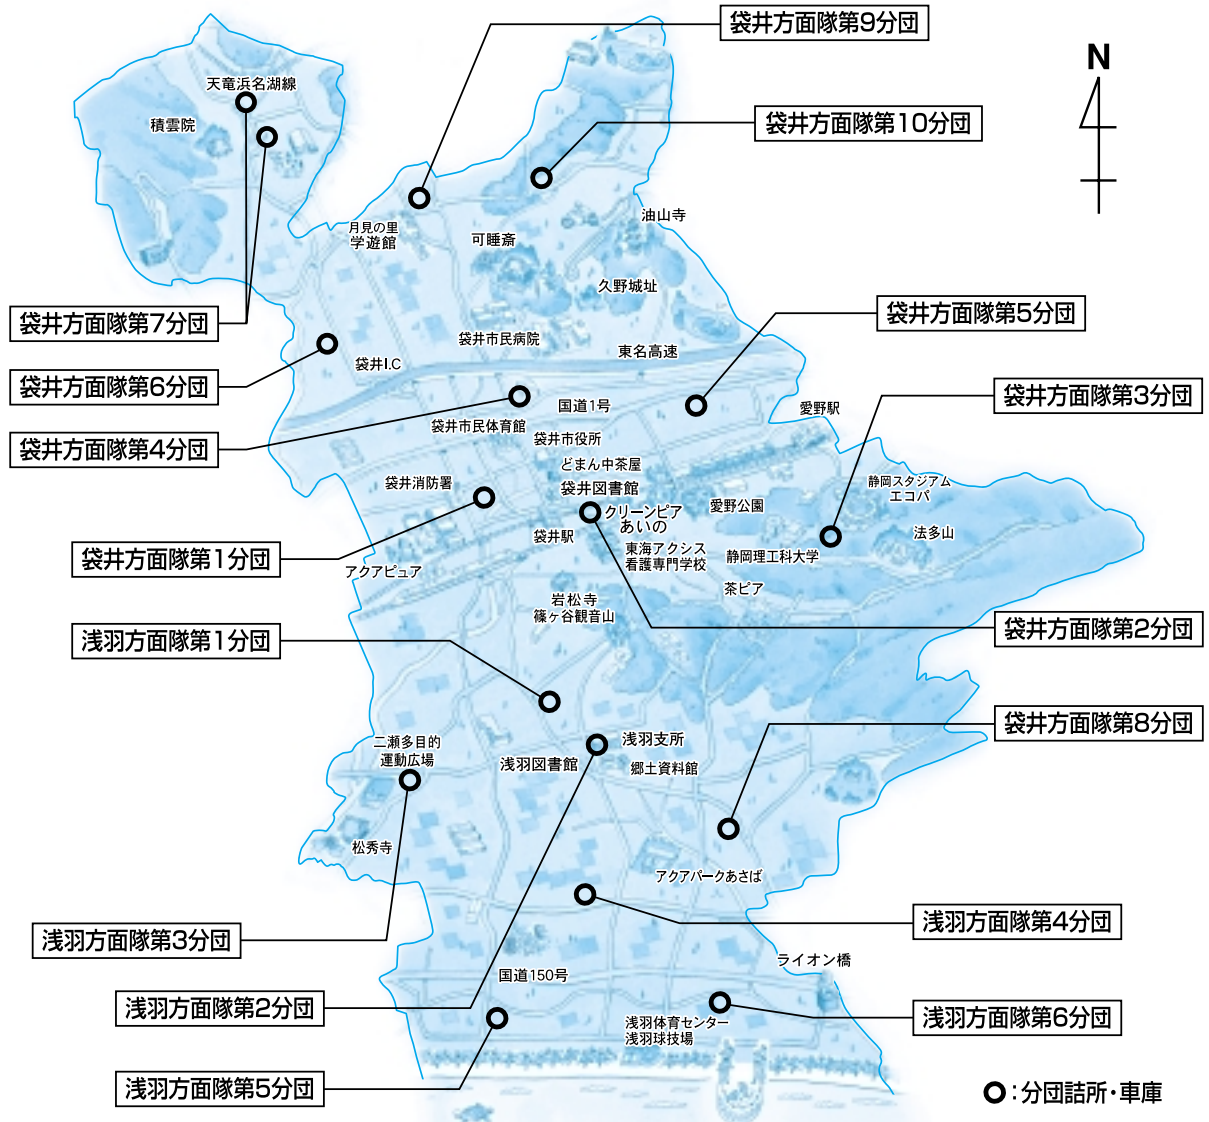 袋井方面隊第9分団
N
天竜浜名湖線
積雲院
袋井方面隊第10分団
油山寺
月見の里
学遊館
可睡斎
久野城址
袋井方面隊第7分団
袋井方面隊第5分団
袋井市民病院
東名高速
袋井I.C
袋井方面隊第6分団
袋井方面隊第3分団
国道1号
愛野駅
袋井市民体育館
袋井市役所
袋井方面隊第4分団
どまん中茶屋
袋井消防署
袋井図書館
静岡スタジアム
エコパ
愛野公園
クリーンピア
あいの
袋井駅
法多山
東海アクシス
看護専門学校
静岡理工科大学
袋井方面隊第1分団
アクアピュア
茶ピア
岩松寺
篠ヶ谷観音山
袋井方面隊第2分団
浅羽方面隊第1分団
袋井方面隊第8分団
二瀬多目的
運動広場
浅羽支所
浅羽図書館
郷土資料館
松秀寺
アクアパークあさば
浅羽方面隊第4分団
浅羽方面隊第3分団
ライオン橋
国道150号
浅羽方面隊第2分団
浅羽方面隊第6分団
浅羽体育センター
浅羽球技場
浅羽方面隊第5分団
：分団詰所・車庫